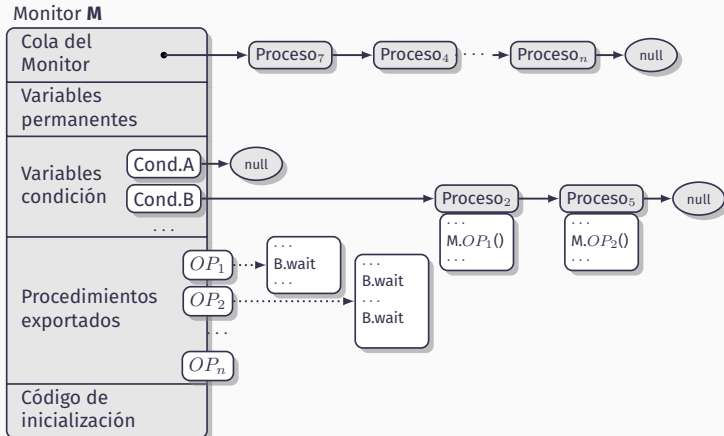 Monitor M
Cola del
Monitor
Proceso₇
Proceso₄
···
Procesoₙ
null
Variables
permanentes
Variables
condición
Cond.A
null
Cond.B
Proceso₂
Proceso₅
null
...
...
M.OP₁()
...
...
M.OP₂()
...
Procedimientos
exportados
OP₁
...
B.wait
...
OP₂
B.wait
...
B.wait
...
OPₙ
Código de
inicialización